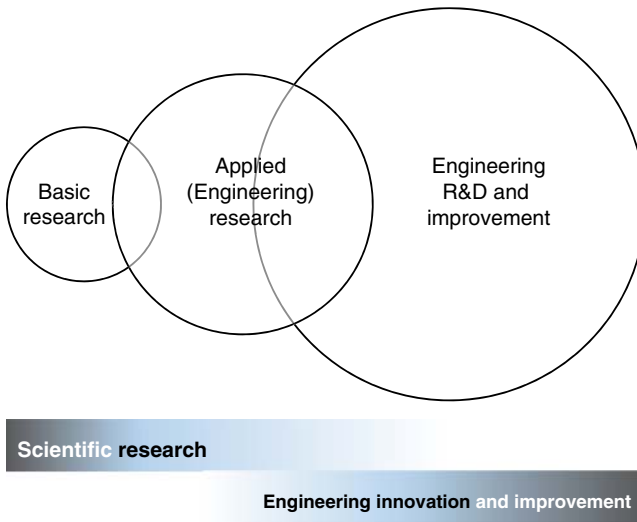 Basic
research
Applied
(Engineering)
research
Engineering
R&D and
improvement
Scientific research
Engineering innovation and improvement